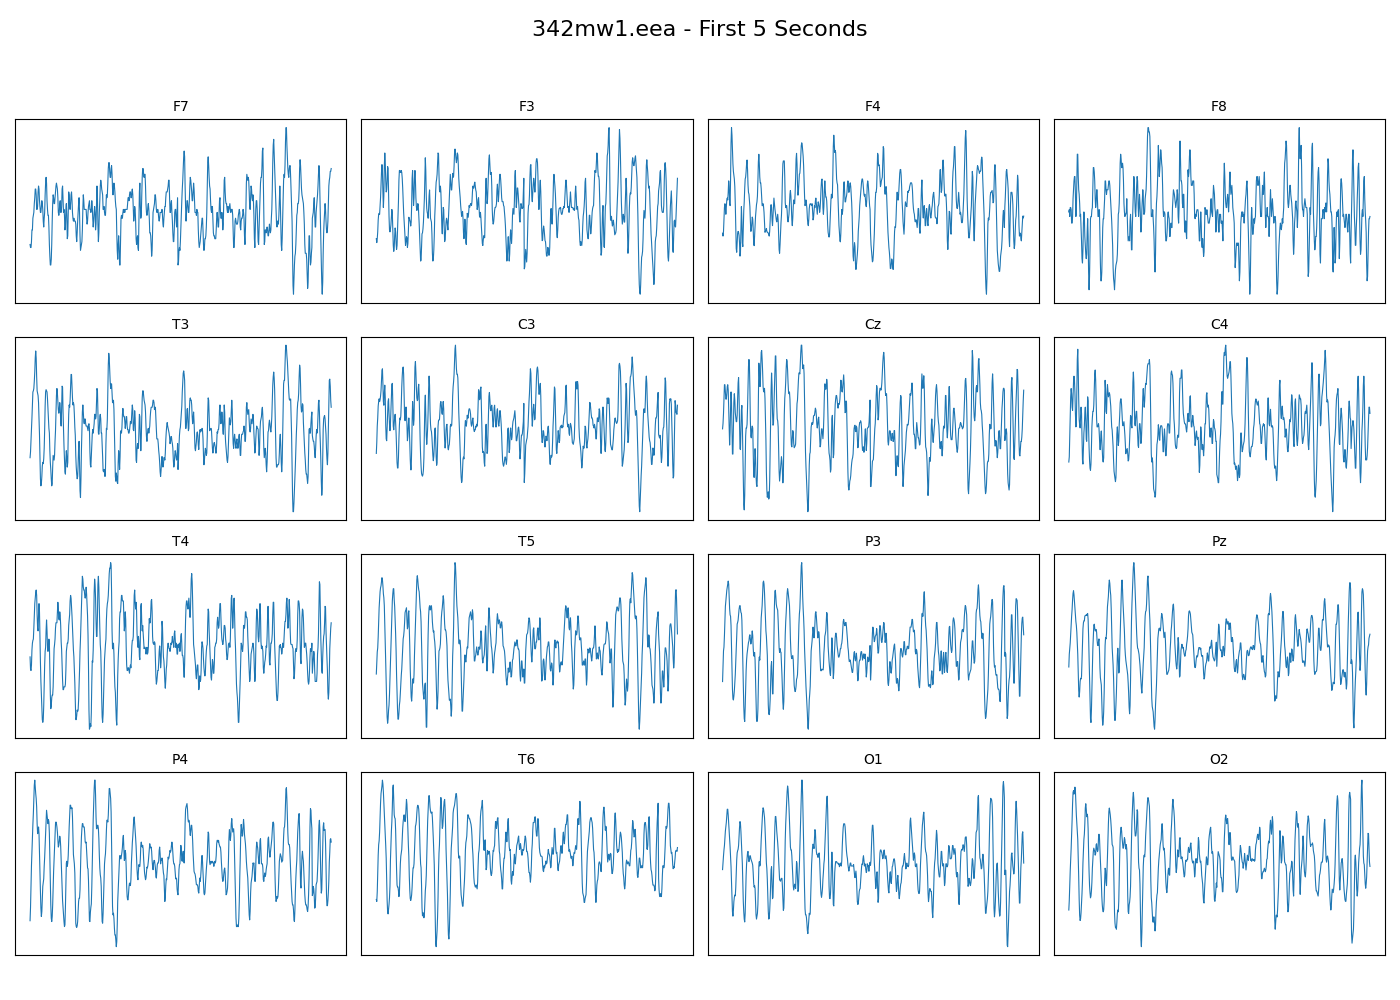 342mw1.eea - First 5 Seconds
F7 F3 F4 F8
T3 C3 Cz C4
T4 T5 P3 Pz
P4 T6 O1 O2